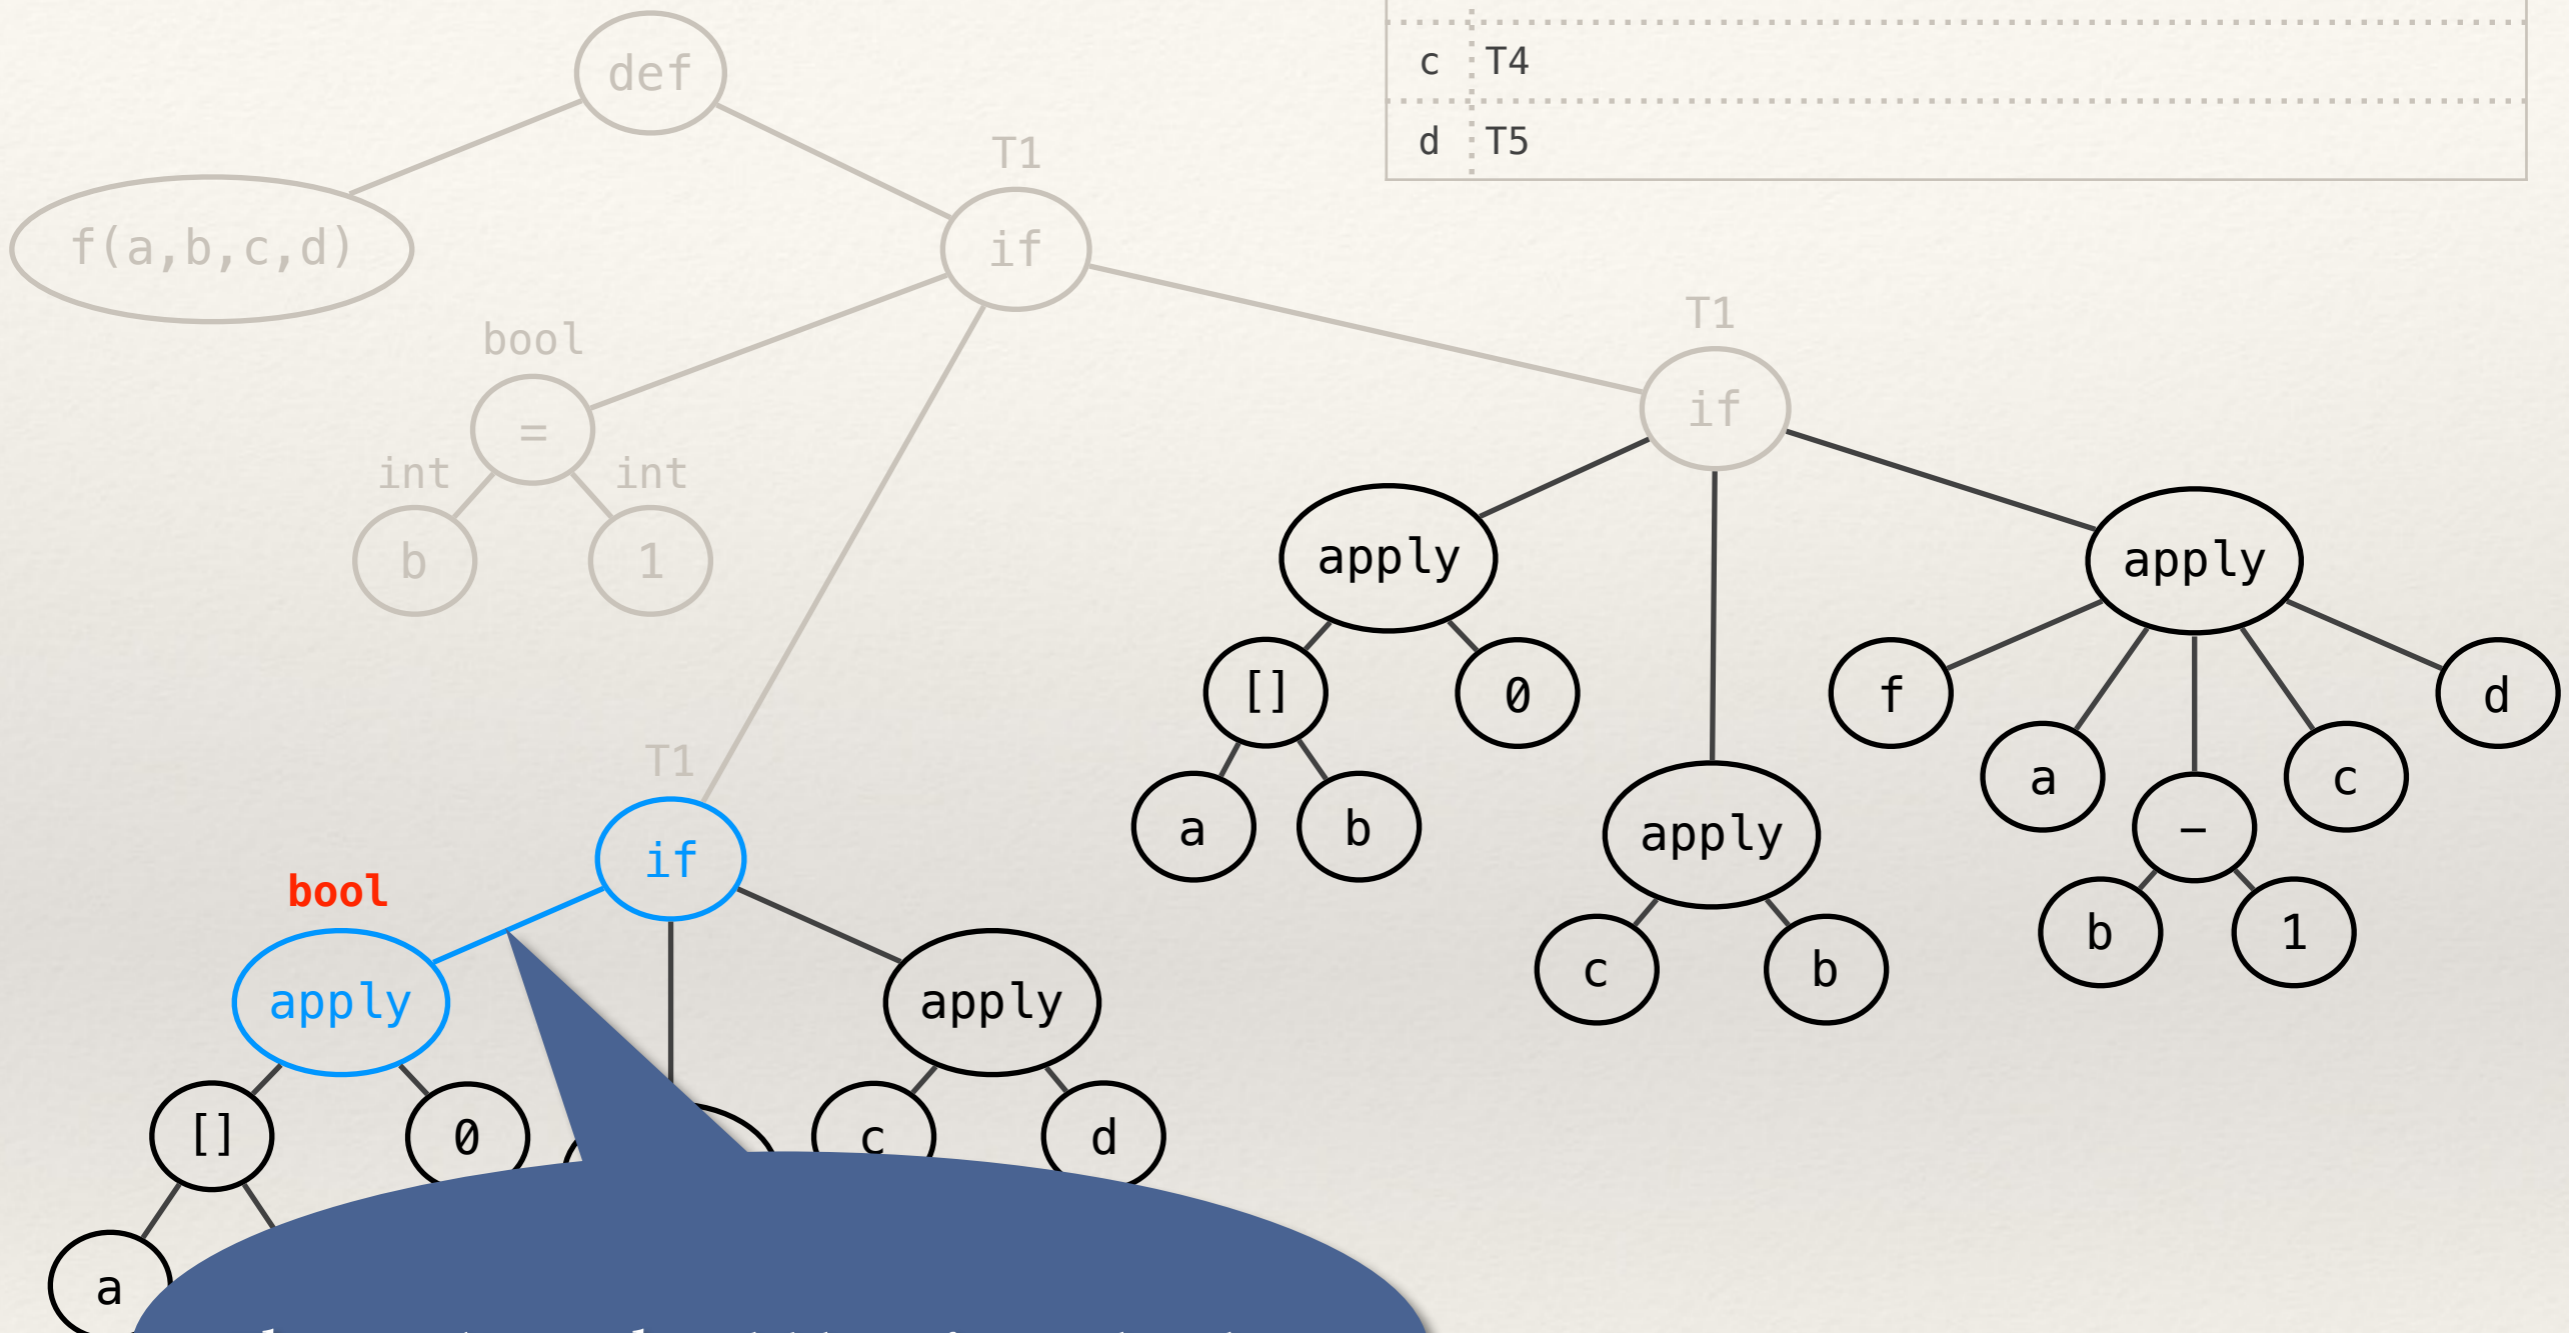 def
c T4
d T5
T1
f(a,b,c,d)
if
T1
bool
if
=
int
int
b
1
apply
apply
[]
0
f
d
a
c
T1
a
b
apply
−
if
bool
b
1
c
b
apply
apply
[]
0
c
d
a